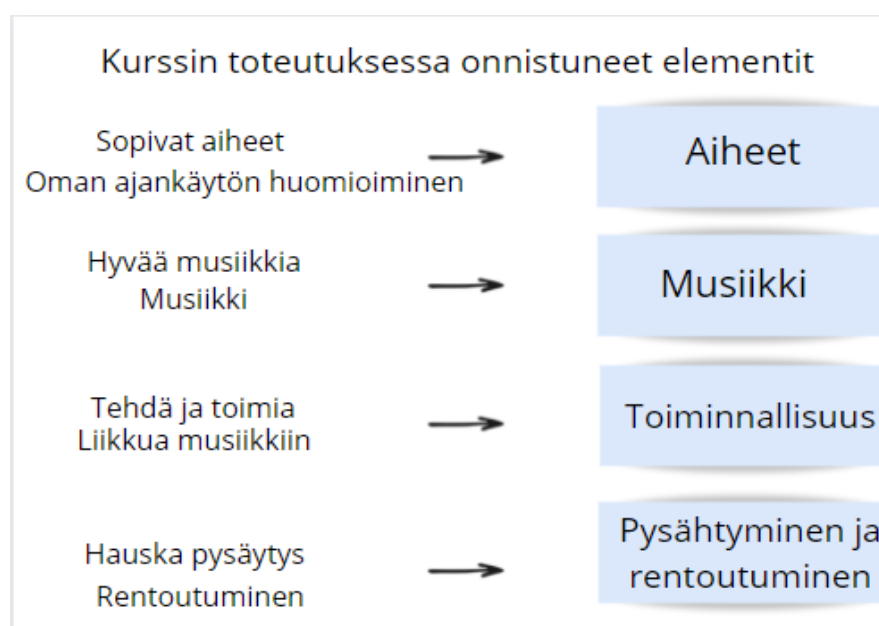 Kurssin toteutuksessa onnistuneet elementit
Sopivat aiheet
Oman ajankäytön huomioiminen
Aiheet
Hyvää musiikkia
Musiikki
Musiikki
Tehdä ja toimia
Liikkua musiikkiin
Toiminnallisuus
Hauska pysäytys
Rentoutuminen
Pysähtyminen ja
rentoutuminen